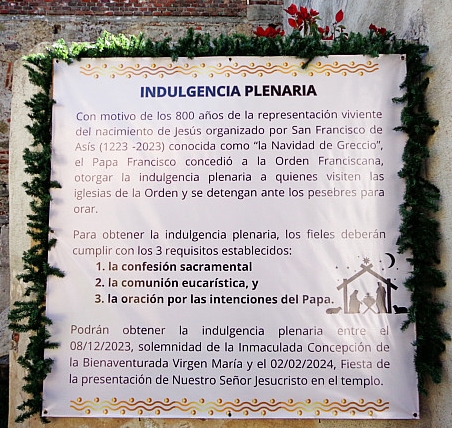 INDULGENCIA PLENARIA
Con motivo de los 800 años de la representación viviente
del nacimiento de Jesús organizado por San Francisco de
Asís (1223 -2023) conocida como “la Navidad de Greccio”,
el Papa Francisco concedió a la Orden Franciscana,
otorgar la indulgencia plenaria a quienes visiten las
iglesias de la Orden y se detengan ante los pesebres para
orar.
Para obtener la indulgencia plenaria, los fieles deberán
cumplir con los 3 requisitos establecidos:
1. la confesión sacramental
2. la comunión eucarística, y
3. la oración por las intenciones del Papa.
Podrán obtener la indulgencia plenaria entre el
08/12/2023, solemnidad de la Inmaculada Concepción de
la Bienaventurada Virgen María y el 02/02/2024, Fiesta de
la presentación de Nuestro Señor Jesucristo en el templo.